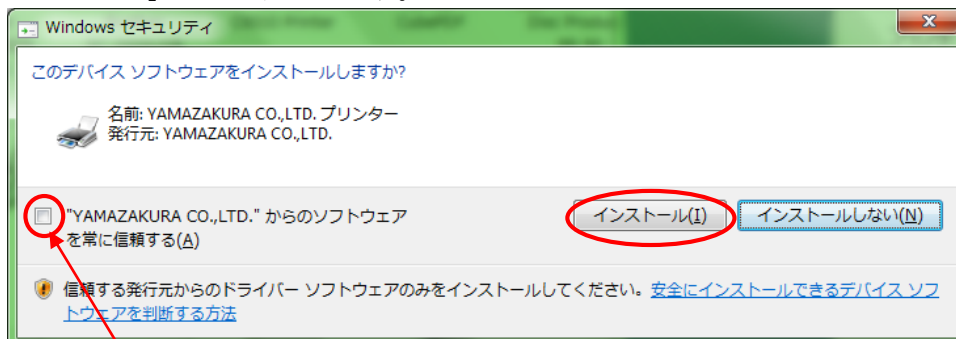 Windows セキュリティ
このデバイス ソフトウェアをインストールしますか?
名前: YAMAZAKURA CO.,LTD. プリンター
発行元: YAMAZAKURA CO.,LTD.
"YAMAZAKURA CO.,LTD." からのソフトウェア
を常に信頼する(A)
インストール(I)
インストールしない(N)
信頼する発行元からのドライバー ソフトウェアのみをインストールしてください。安全にインストールできるデバイス ソフ
トウェアを判断する方法